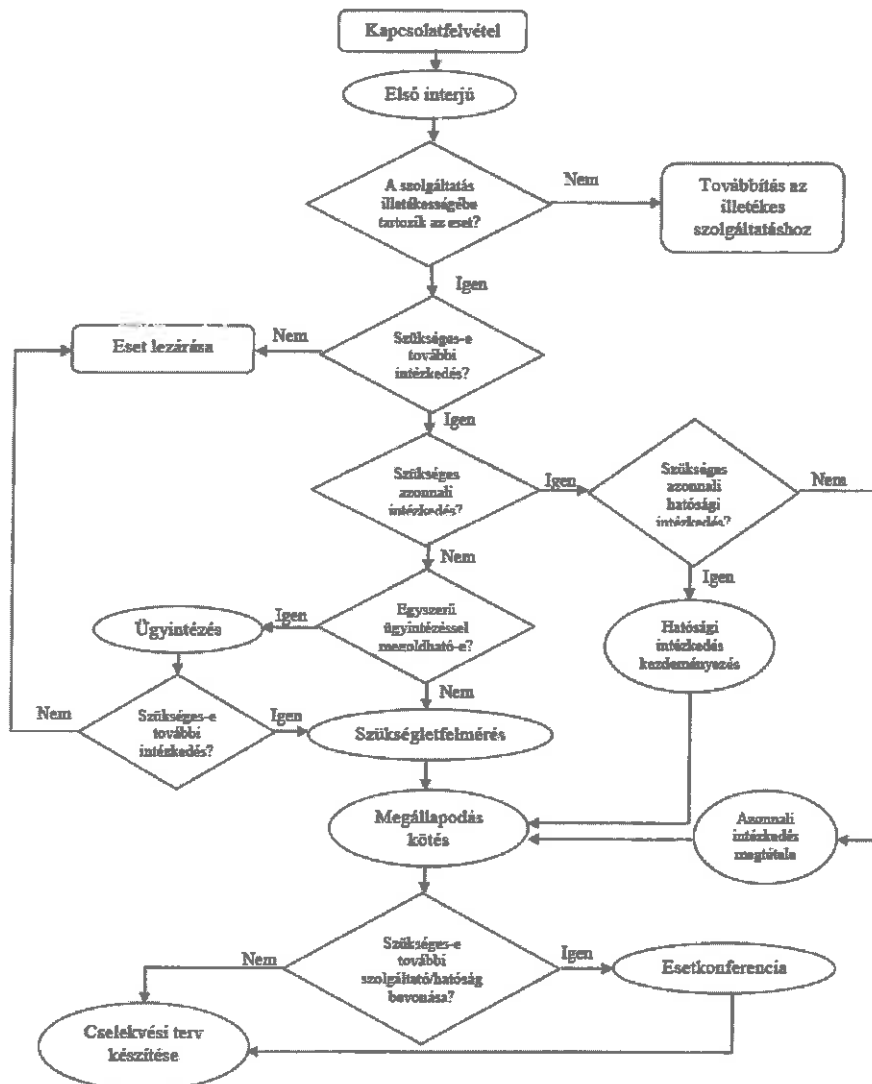 Kapcsolatfelvétel
Első interjú
A szolgáltatás
illetékességébe
tartozik az eset?
Nem
Továbbítás az
illetékes
szolgáltatáshoz
Igen
Eset lezárása
Nem
Szükséges-e
további
intézkedés?
Igen
Szükséges
azonnali
intézkedés?
Igen
Szükséges
azonnali
hatósági
intézkedés?
Nem
Nem
Igen
Ügyintézés
Igen
Egyszerű
ügyintézéssel
megoldható-e?
Hatósági
intézkedés
kezdeményezés
Nem
Nem
Szükséges-e
további
intézkedés?
Igen
Szükségletfelmérés
Megállapodás
kötés
Azonnali
intézkedés
megtétele
Nem
Szükséges-e
további
szolgáltató/hatóság
bevonása?
Igen
Esetkonferencia
Cselekvési terv
készítése